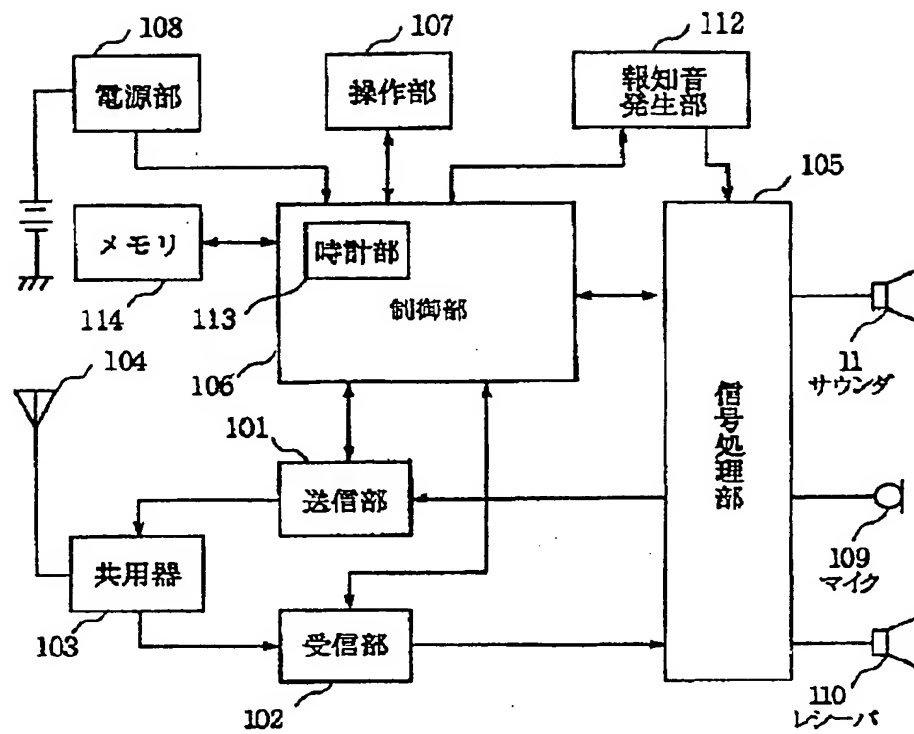 108
107
112
電源部
操作部
報知音
発生部
105
メモリ
時計部
114
113
制御部
106
11
サウンダ
104
101
送信部
信号処理部
109
マイク
共用器
103
受信部
102
110
レシーバ